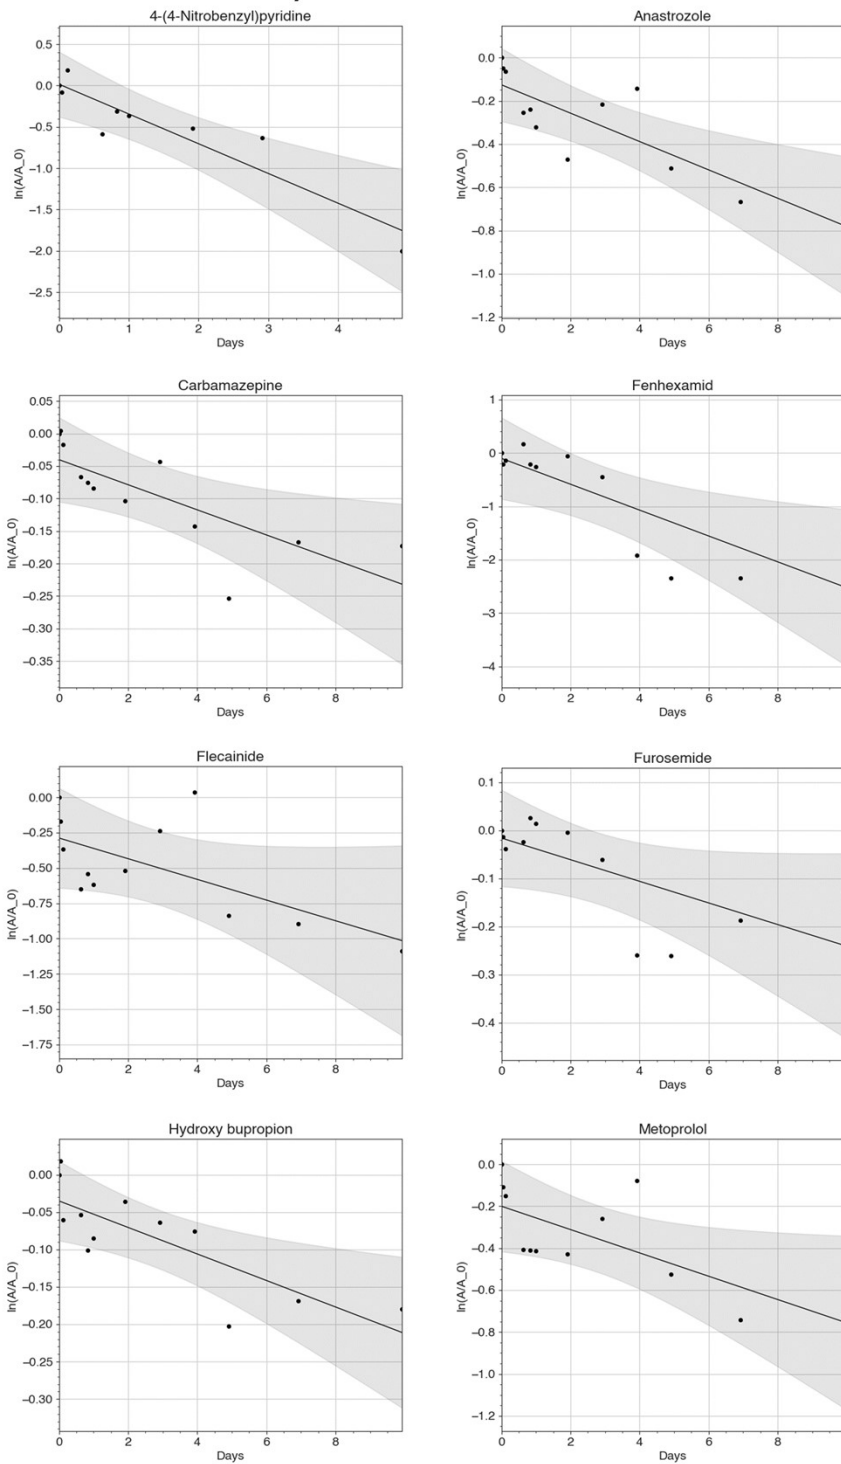 4-(4-Nitrobenzyl)pyridine
ln(A/A_0)
0.5
0.0
−0.5
−1.0
−1.5
−2.0
−2.5
0 1 2 3 4
Days
Anastrozole
ln(A/A_0)
0.0
−0.2
−0.4
−0.6
−0.8
−1.0
−1.2
0 2 4 6 8
Days
Carbamazepine
ln(A/A_0)
0.05
0.00
−0.05
−0.10
−0.15
−0.20
−0.25
−0.30
−0.35
0 2 4 6 8
Days
Fenhexamid
ln(A/A_0)
1
0
−1
−2
−3
−4
0 2 4 6 8
Days
Flecainide
ln(A/A_0)
0.00
−0.25
−0.50
−0.75
−1.00
−1.25
−1.50
−1.75
0 2 4 6 8
Days
Furosemide
ln(A/A_0)
0.1
0.0
−0.1
−0.2
−0.3
−0.4
0 2 4 6 8
Days
Hydroxy bupropion
ln(A/A_0)
0.00
−0.05
−0.10
−0.15
−0.20
−0.25
−0.30
0 2 4 6 8
Days
Metoprolol
ln(A/A_0)
0.0
−0.2
−0.4
−0.6
−0.8
−1.0
−1.2
0 2 4 6 8
Days